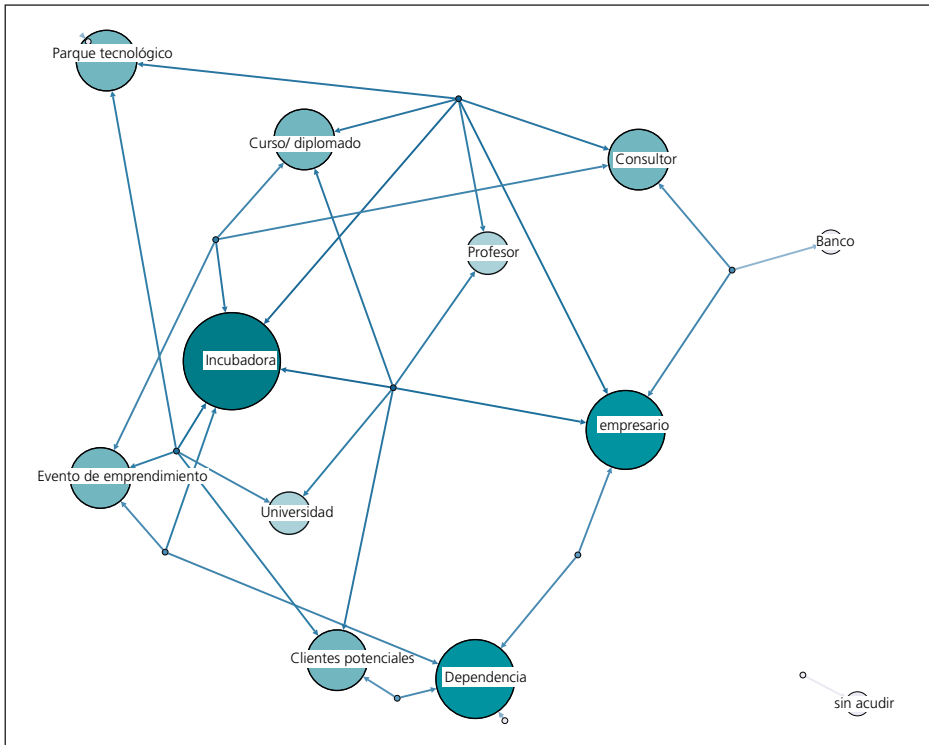 Parque tecnológico
Curso/ diplomado
Consultor
Profesor
Banco
Incubadora
empresario
Evento de emprendimiento
Universidad
Clientes potenciales
Dependencia
sin acudir